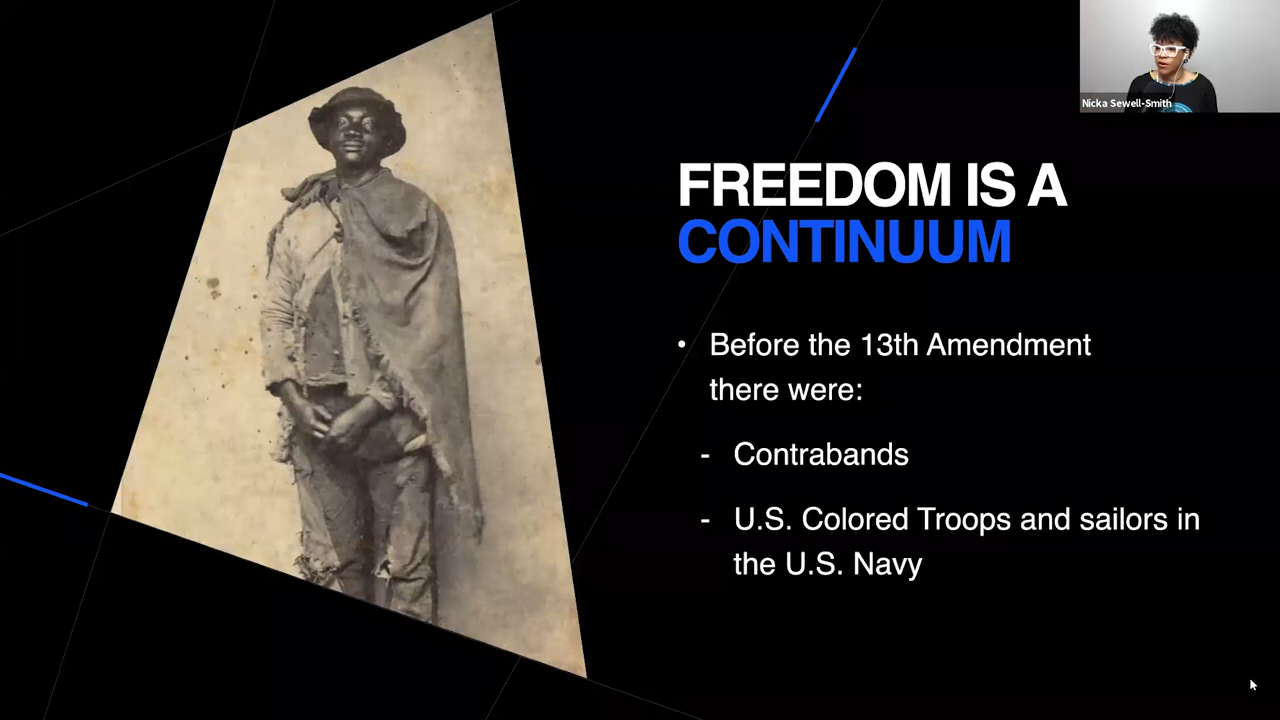 Nicka Sewell-Smith
FREEDOM IS A
CONTINUUM
• Before the 13th Amendment
there were:
- Contrabands
- U.S. Colored Troops and sailors in
the U.S. Navy